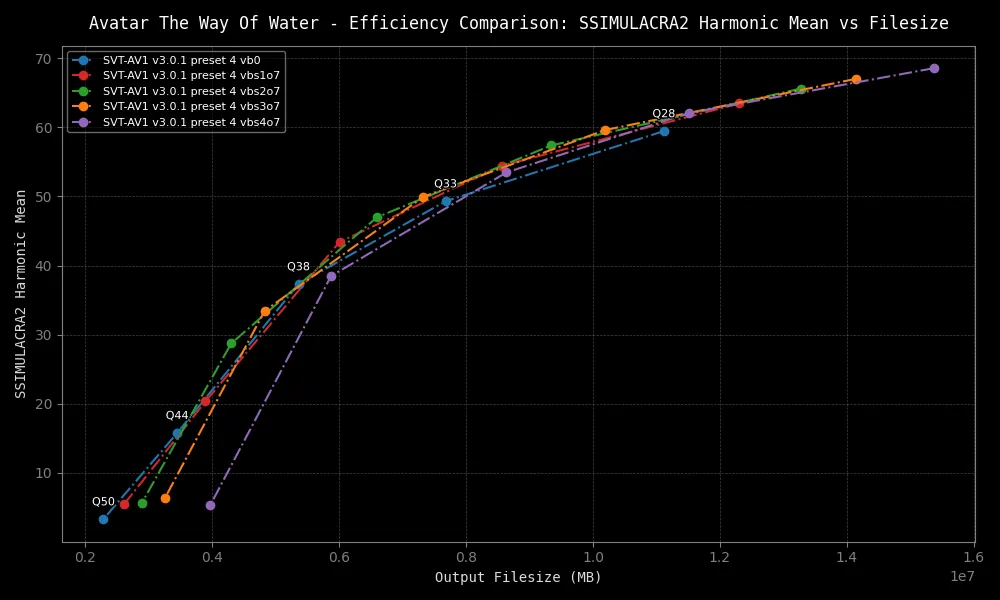 Avatar The Way Of Water - Efficiency Comparison: SSIMULACRA2 Harmonic Mean vs Filesize
SVT-AV1 v3.0.1 preset 4 vb0
SVT-AV1 v3.0.1 preset 4 vbs1o7
SVT-AV1 v3.0.1 preset 4 vbs2o7
SVT-AV1 v3.0.1 preset 4 vbs3o7
SVT-AV1 v3.0.1 preset 4 vbs4o7
70
60
50
40
30
20
10
SSIMULACRA2 Harmonic Mean
Q28
Q33
Q38
Q44
Q50
0.2
0.4
0.6
0.8
1.0
1.2
1.4
1.6
1e7
Output Filesize (MB)